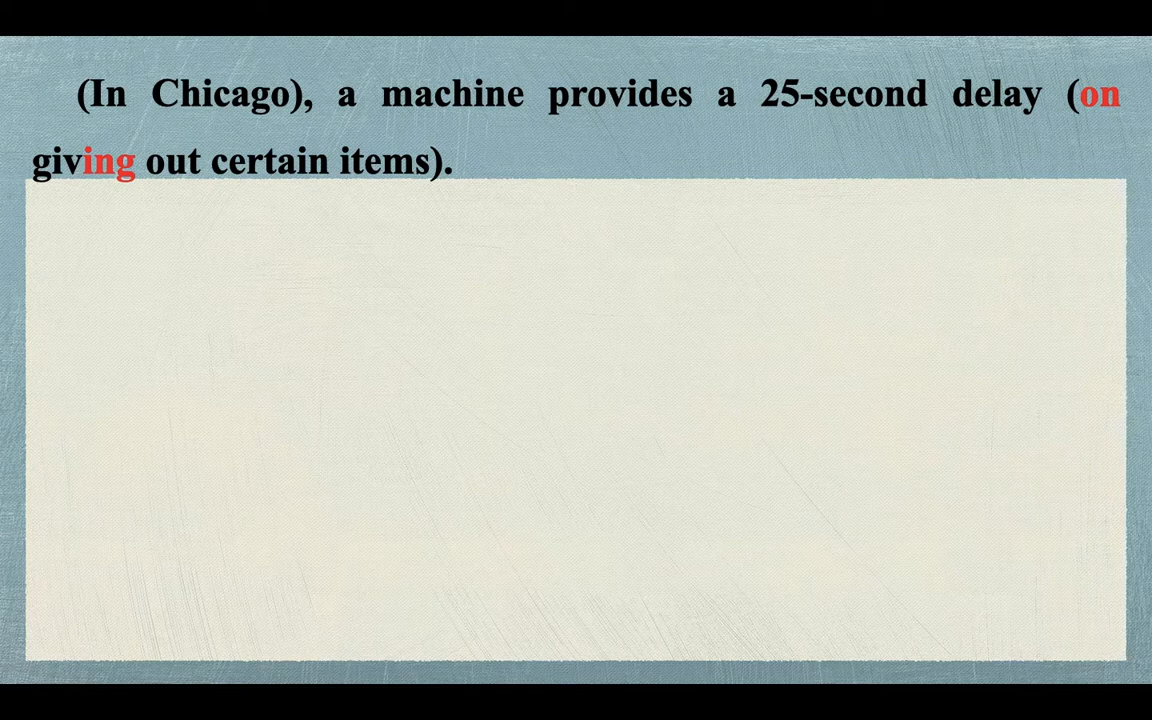 (In Chicago), a machine provides a 25-second delay (on
giving out certain items).